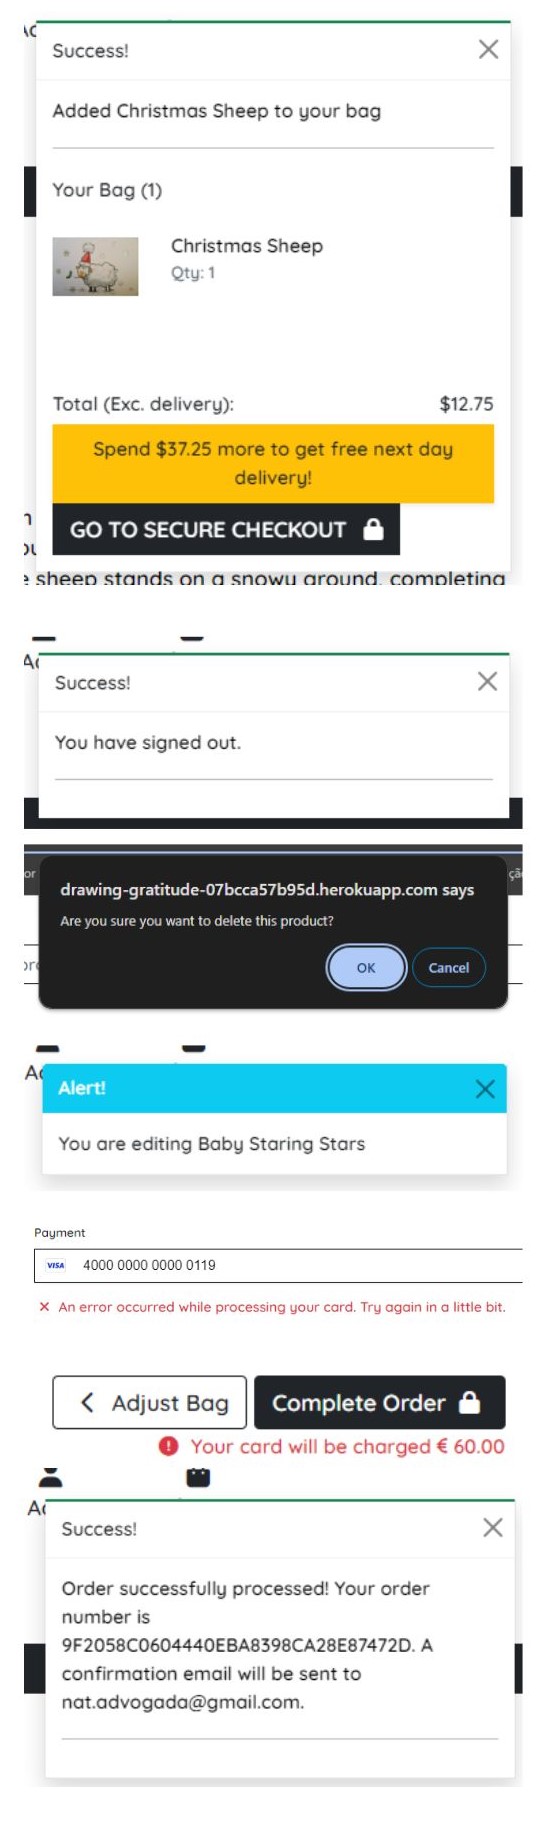 Ac
Success!
Added Christmas Sheep to your bag
Your Bag (1)
Christmas Sheep
Qty: 1
Total (Exc. delivery): $12.75
Spend $37.25 more to get free next day
delivery!
GO TO SECURE CHECKOUT
sheep stands on a snowy ground, completing
Ac
Success!
You have signed out.
or
drawing-gratitude-07bcca57b95d.herokuapp.com says
Are you sure you want to delete this product?
OK Cancel
Ac
Alert!
You are editing Baby Staring Stars
Payment
VISA 4000 0000 0000 0119
An error occurred while processing your card. Try again in a little bit.
Adjust Bag Complete Order
Your card will be charged € 60.00
Ac
Success!
Order successfully processed! Your order
number is
9F2058C0604440EBA8398CA28E87472D. A
confirmation email will be sent to
nat.advogada@gmail.com.